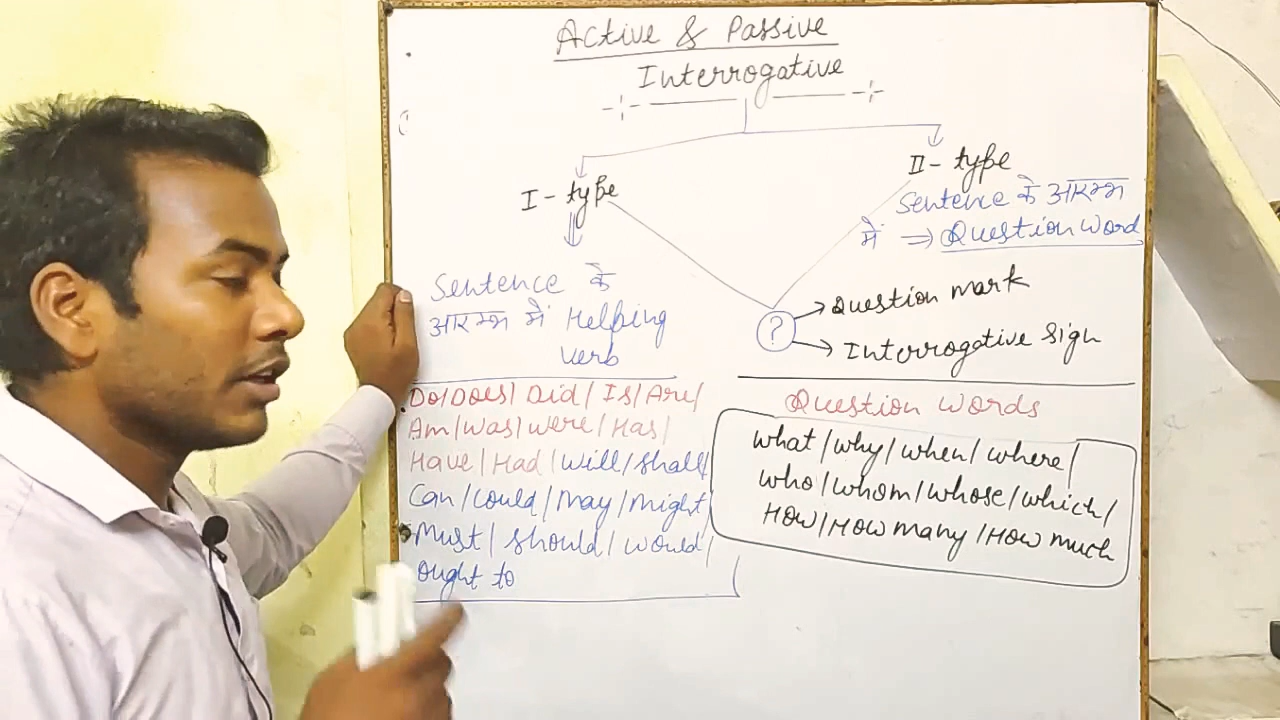 Active & Passive
Interrogative
I - type
II - type
Sentence के आरम्भ
में ⇒ Question Word
Sentence के
आरम्भ में Helping
verb
?
Question mark
Interrogative Sign
Do/Does/Did/Is/Are/
Am/was/were/Has/
Have/Had/will/shall/
Can/could/may/might/
Must/should/would/
ought to
Question Words
what/why/when/where/
who/whom/whose/which/
How/How many/How much